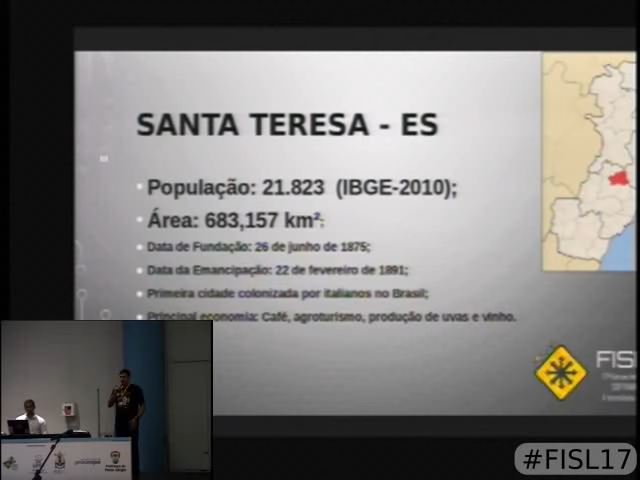 SANTA TERESA - ES
População: 21.823 (IBGE-2010);
Área: 683,157 km²;
Data de Fundação: 26 de junho de 1875;
Data da Emancipação: 22 de fevereiro de 1891;
Primeira cidade colonizada por italianos no Brasil;
Principal economia: Café, agroturismo, produção de uvas e vinho.
FIS
#FISL17